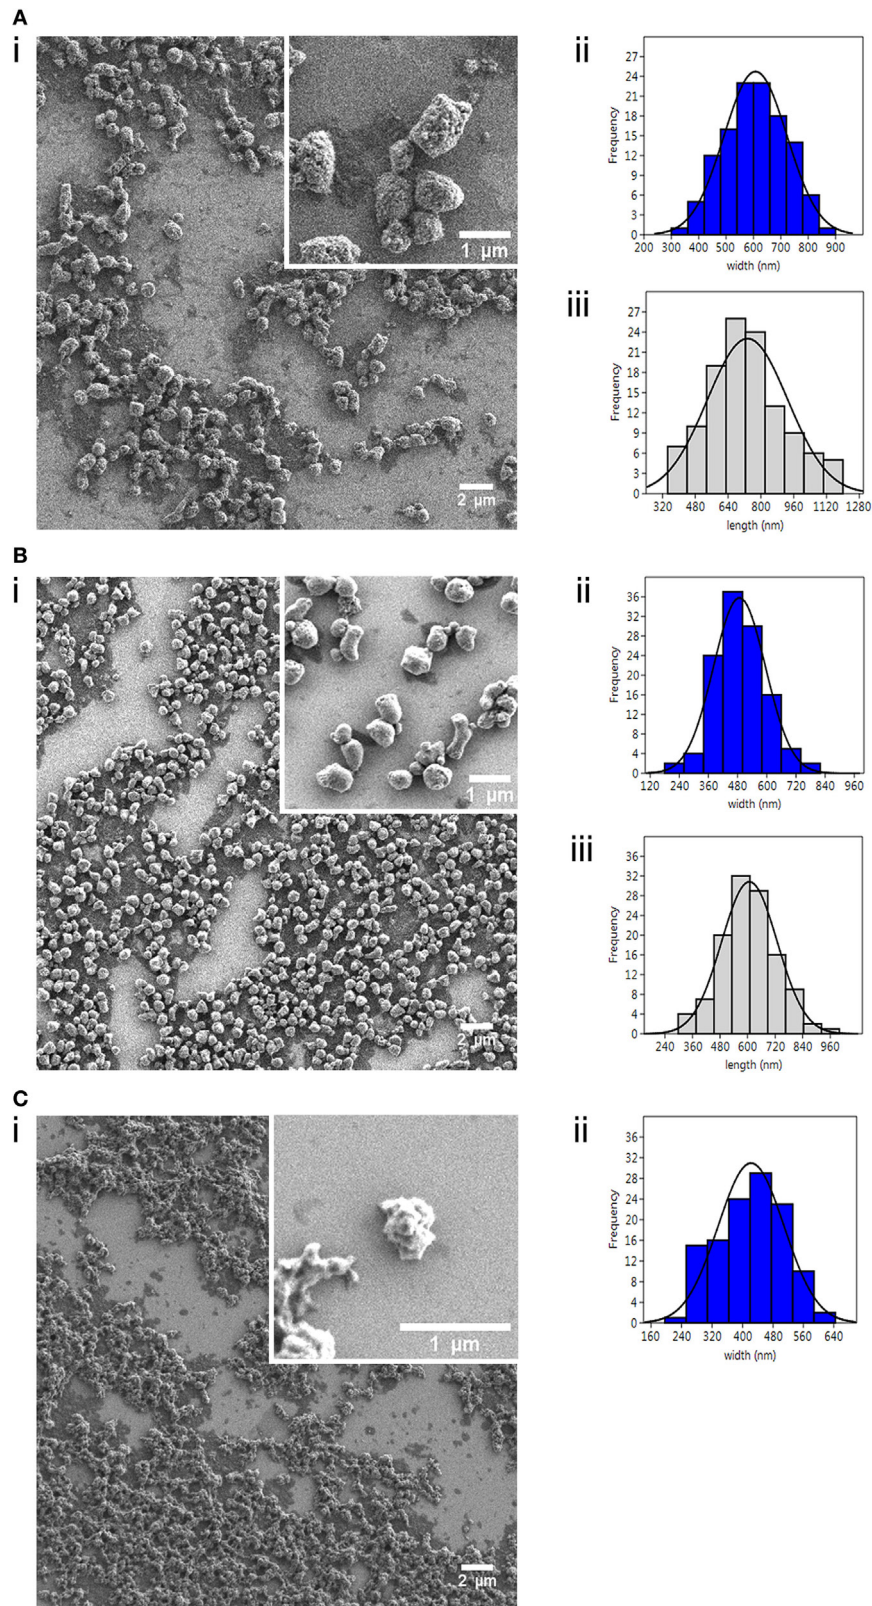 A
i
1 μm
2 μm
ii
Frequency
27
24
21
18
15
12
9
6
3
0
200 300 400 500 600 700 800 900
width (nm)
iii
Frequency
27
24
21
18
15
12
9
6
3
0
320 480 640 800 960 1120 1280
length (nm)
B
i
1 μm
2 μm
ii
Frequency
36
32
28
24
20
16
12
8
4
0
120 240 360 480 600 720 840 960
width (nm)
iii
Frequency
36
32
28
24
20
16
12
8
4
0
240 360 480 600 720 840 960
length (nm)
C
i
1 μm
2 μm
ii
Frequency
36
32
28
24
20
16
12
8
4
0
160 240 320 400 480 560 640
width (nm)